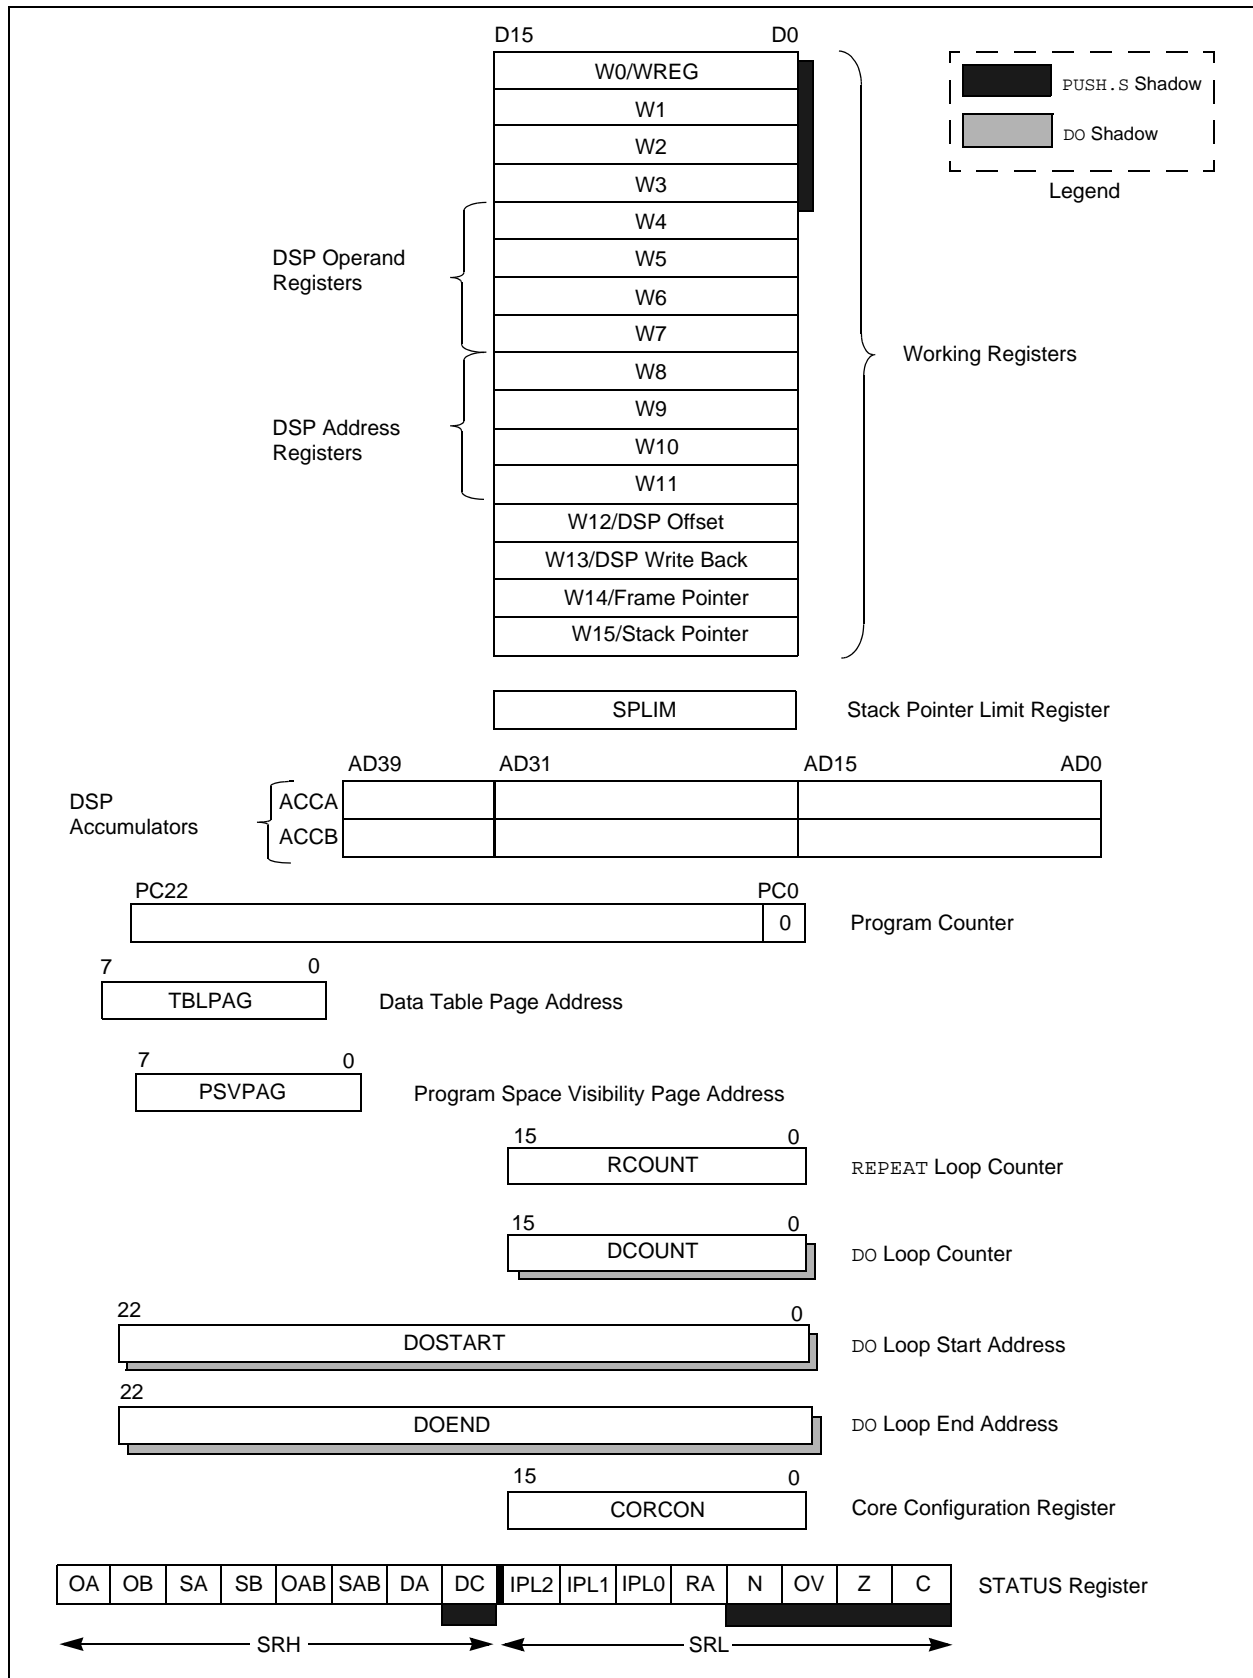 D15 D0
W0/WREG
W1
W2
W3
W4
W5
W6
W7
W8
W9
W10
W11
W12/DSP Offset
W13/DSP Write Back
W14/Frame Pointer
W15/Stack Pointer
PUSH.S Shadow
DO Shadow
Legend
DSP Operand
Registers
DSP Address
Registers
Working Registers
SPLIM Stack Pointer Limit Register
AD39 AD31 AD15 AD0
DSP
Accumulators
ACCA
ACCB
PC22 PC0
0 Program Counter
7 0
TBLPAG Data Table Page Address
7 0
PSVPAG Program Space Visibility Page Address
15 0
RCOUNT REPEAT Loop Counter
15 0
DCOUNT DO Loop Counter
22 0
DOSTART DO Loop Start Address
22
DOEND DO Loop End Address
15 0
CORCON Core Configuration Register
OA OB SA SB OAB SAB DA DC IPL2 IPL1 IPL0 RA N OV Z C STATUS Register
SRH SRL